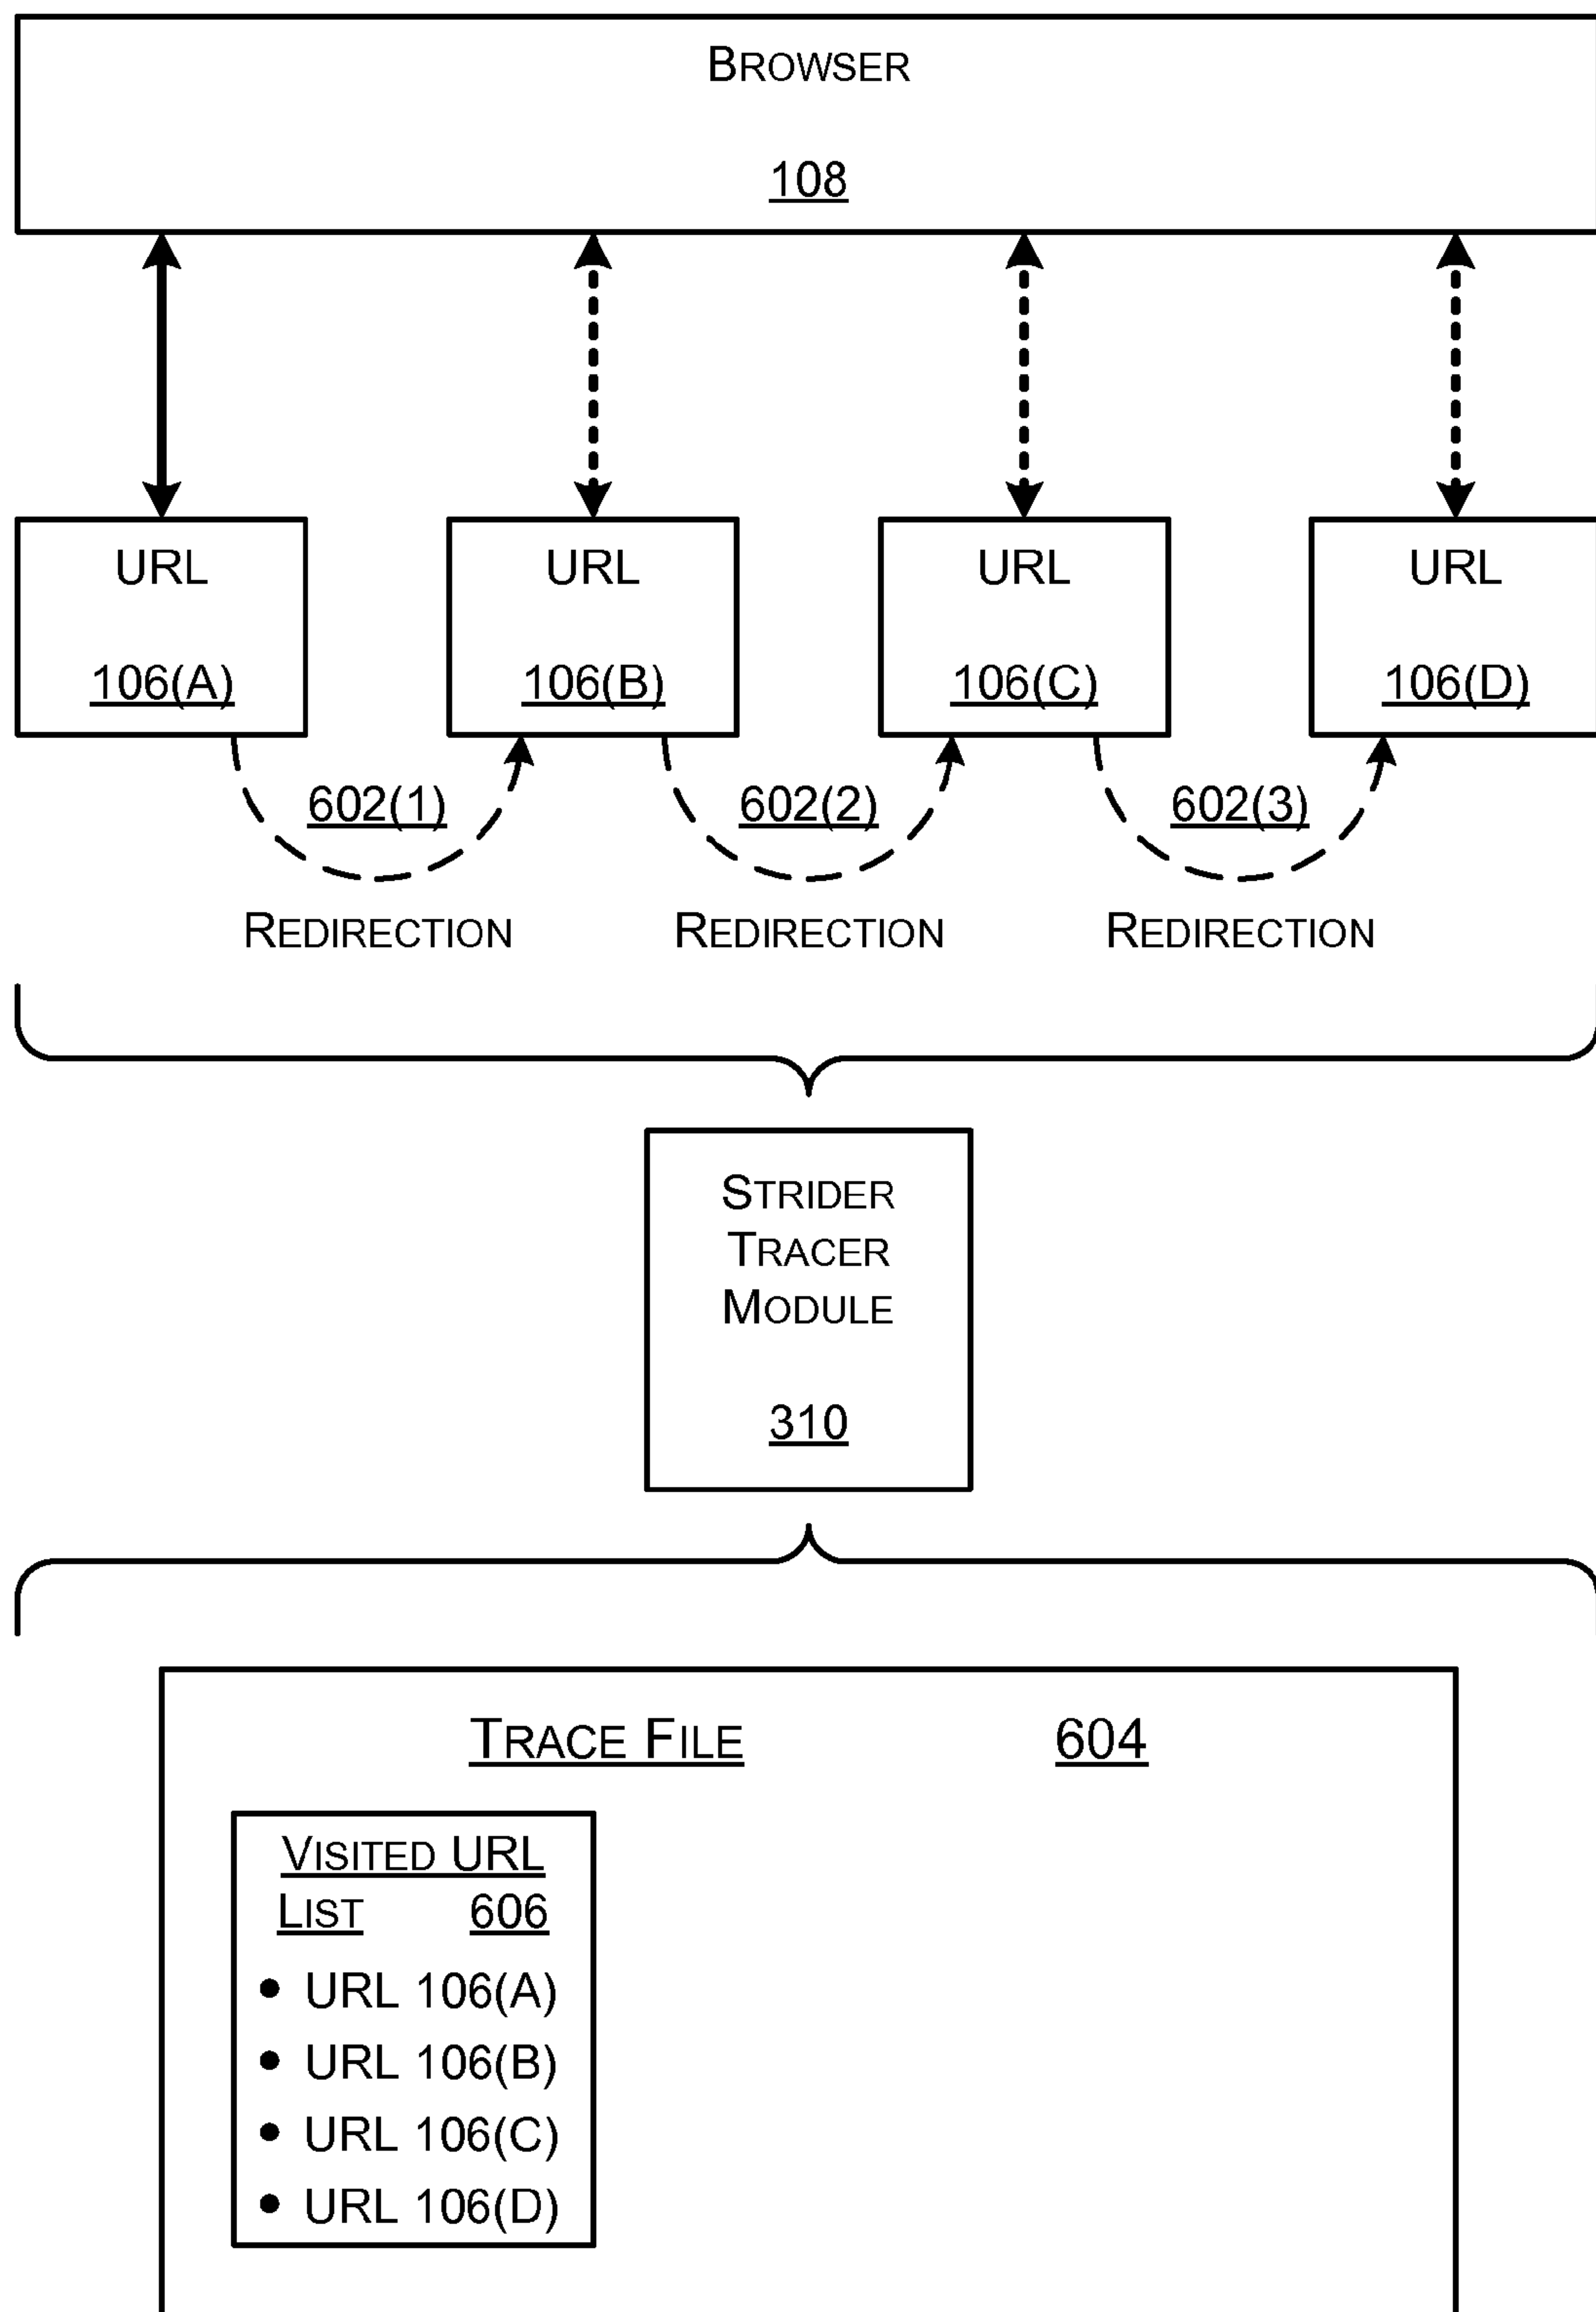 BROWSER
108
URL URL URL URL
106(A) 106(B) 106(C) 106(D)
602(1) 602(2) 602(3)
REDIRECTION REDIRECTION REDIRECTION
STRIDER
TRACER
MODULE
310
TRACE FILE 604
VISITED URL
LIST 606
• URL 106(A)
• URL 106(B)
• URL 106(C)
• URL 106(D)